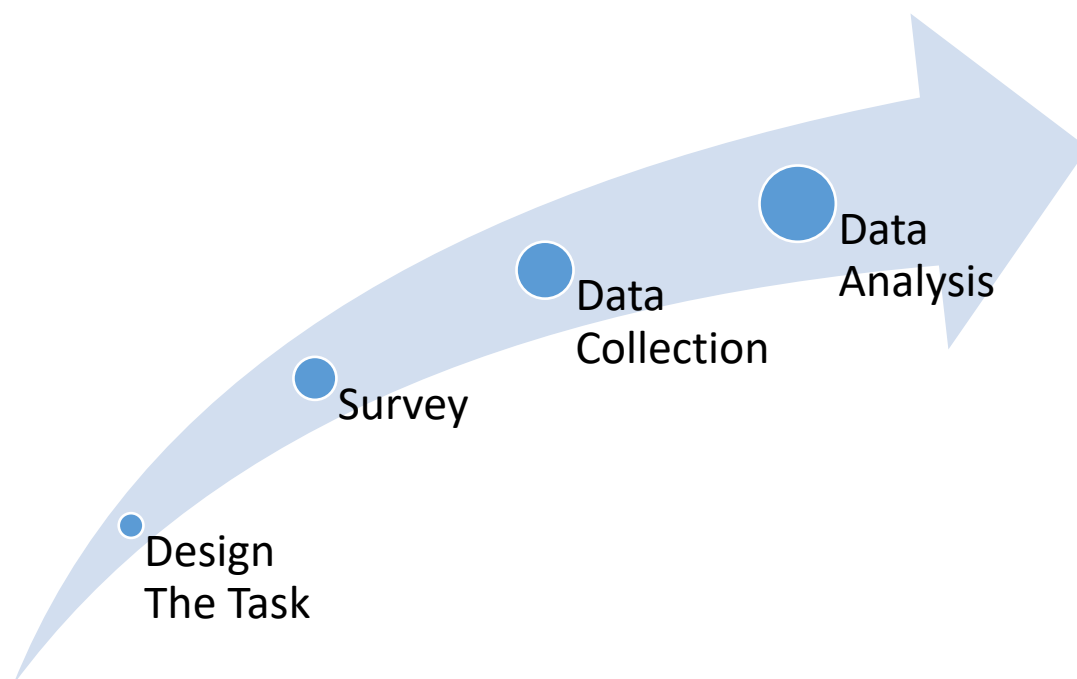 Design
The Task
Survey
Data
Collection
Data
Analysis